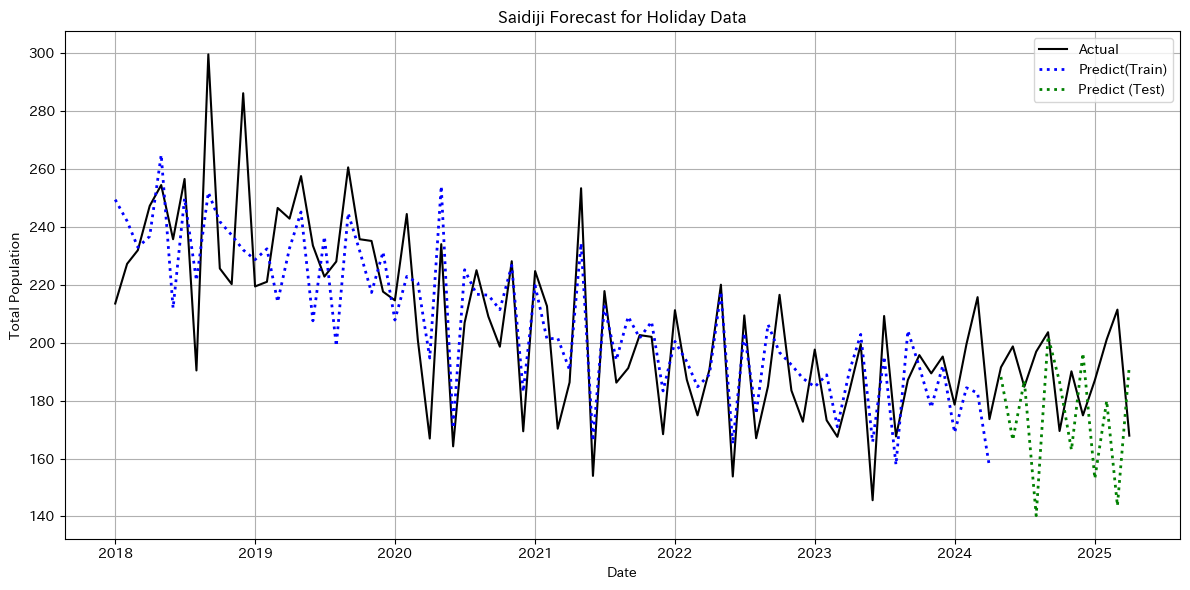 Saidiji Forecast for Holiday Data
Actual
Predict(Train)
Predict (Test)
Total Population
300
280
260
240
220
200
180
160
140
2018
2019
2020
2021
2022
2023
2024
2025
Date